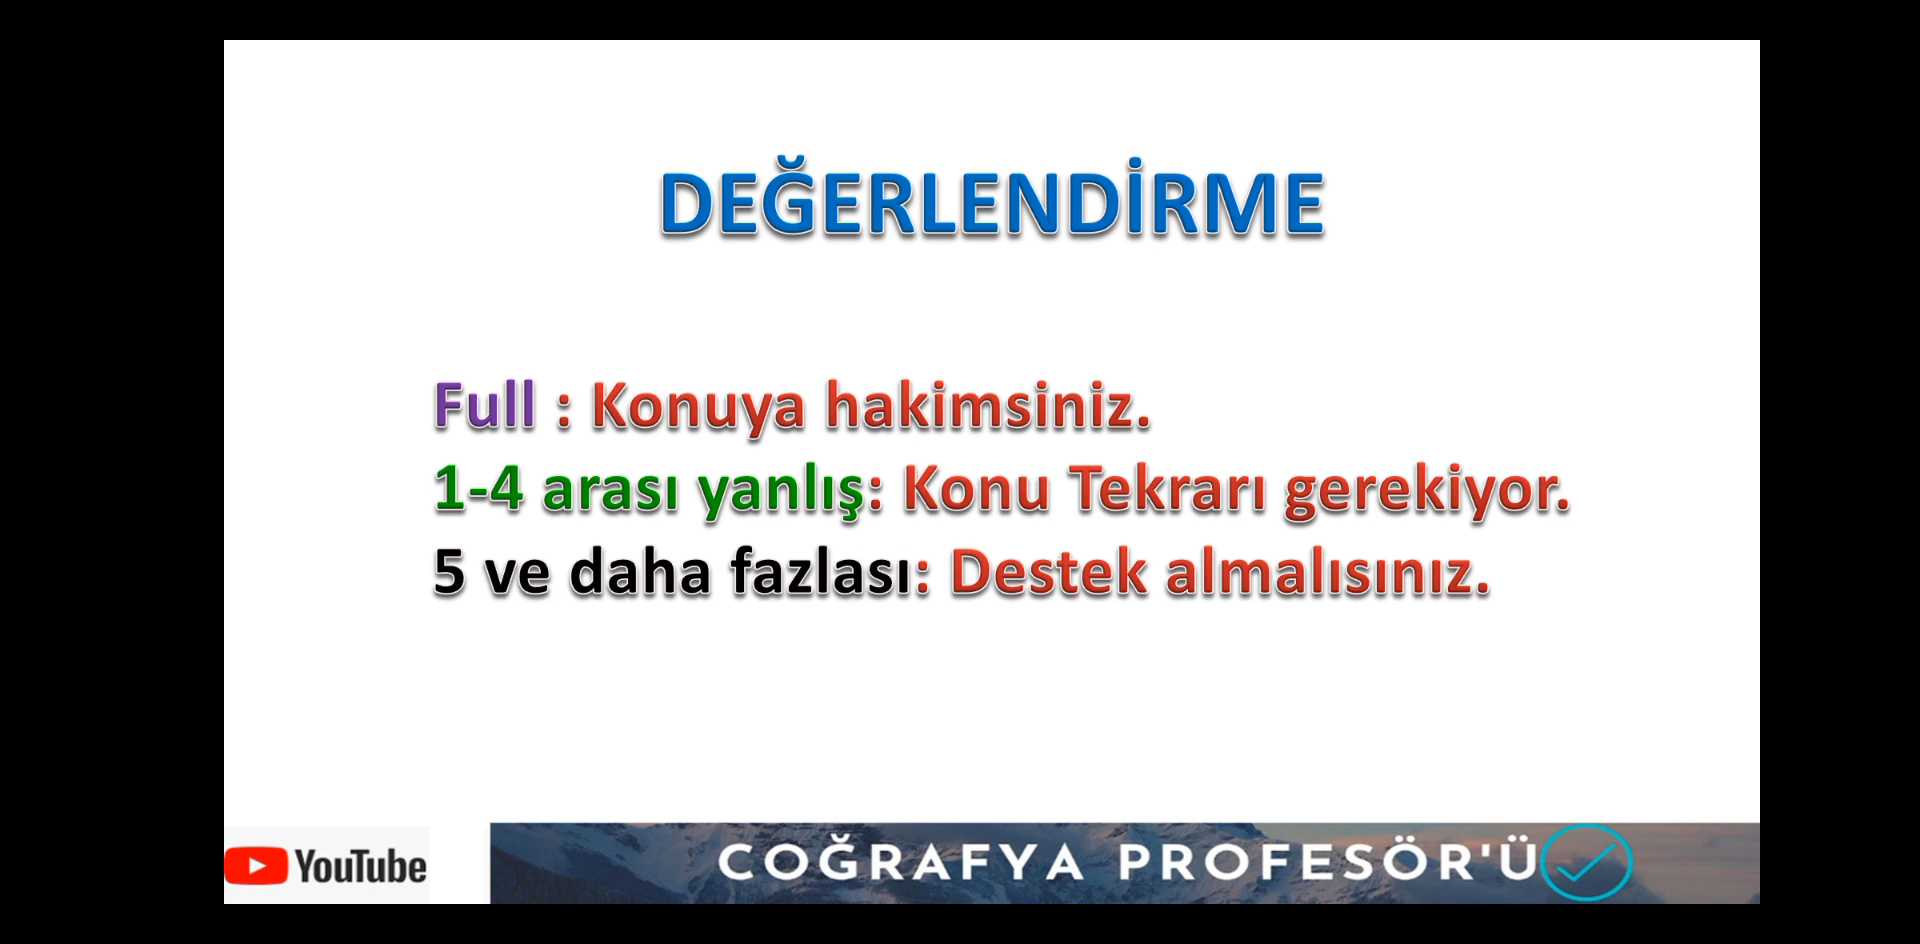 DEĞERLENDİRME
Full : Konuya hakimsiniz.
1-4 arası yanlış: Konu Tekrarı gerekiyor.
5 ve daha fazlası: Destek almalısınız.
YouTube
COĞRAFYA PROFESÖR'Ü